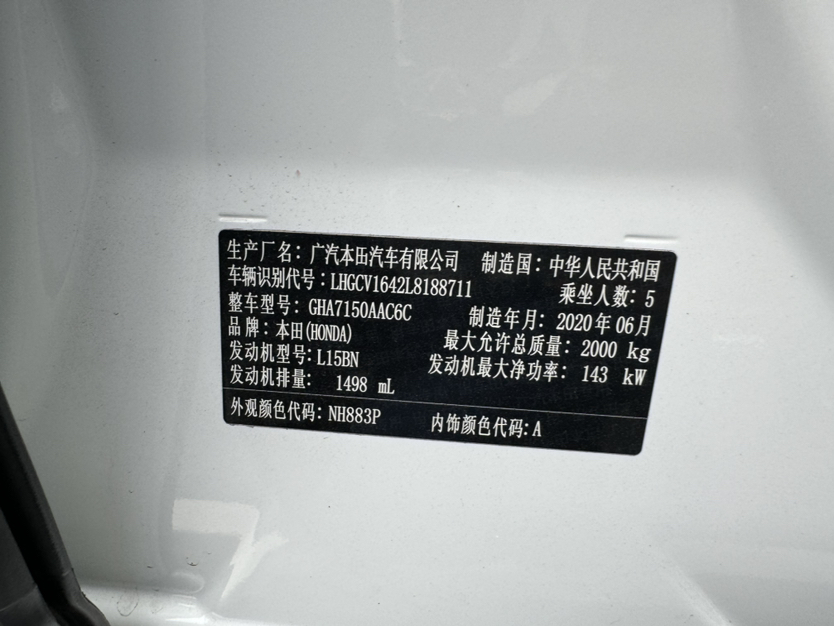 生产厂名：广汽本田汽车有限公司 制造国：中华人民共和国
车辆识别代号：LHGCV1642L8188711 乘坐人数：5
整车型号：GHA7150AAC6C 制造年月：2020年06月
品牌：本田(HONDA) 最大允许总质量：2000 kg
发动机型号：L15BN 发动机最大净功率：143 kW
发动机排量：1498 mL
外观颜色代码：NH883P 内饰颜色代码：A